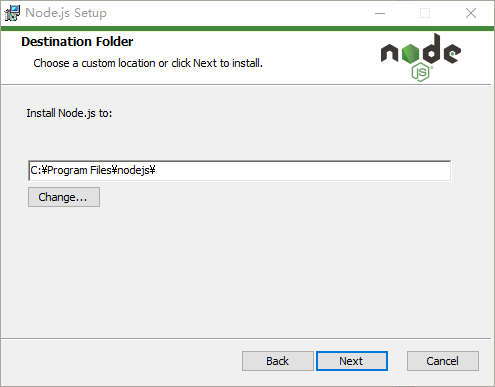 Node.js Setup
Destination Folder
Choose a custom location or click Next to install.
node
JS
Install Node.js to:
C:¥Program Files¥nodejs¥
Change...
Back
Next
Cancel